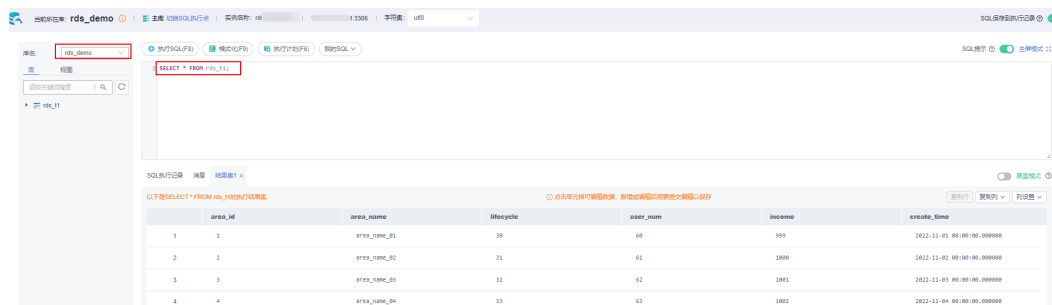 当前所在库: rds_demo | 主库 切换SQL执行点 | 实例名称: rd | 1:3306 | 字符集: utf8 SQL保存到执行记录
库名: rds_demo 执行SQL(F8) 格式化(F9) 执行计划(F6) 我的SQL SQL提示 全屏模式
表 视图 1 SELECT * FROM rds_t1;
请按关键词搜索
rds_t1
SQL执行记录 消息 结果集1 × 覆盖模式
以下是SELECT * FROM rds_t1的执行结果集 点击单元格可编辑数据，新增或编辑后需要提交编辑以保存 复制行 复制列 列设置
area_id area_name lifecycle user_num income create_time
1 1 area_name_01 30 60 999 2022-11-01 00:00:00.000000
2 2 area_name_02 31 61 1000 2022-11-02 00:00:00.000000
3 3 area_name_03 32 62 1001 2022-11-03 00:00:00.000000
4 4 area_name_04 33 63 1002 2022-11-04 00:00:00.000000